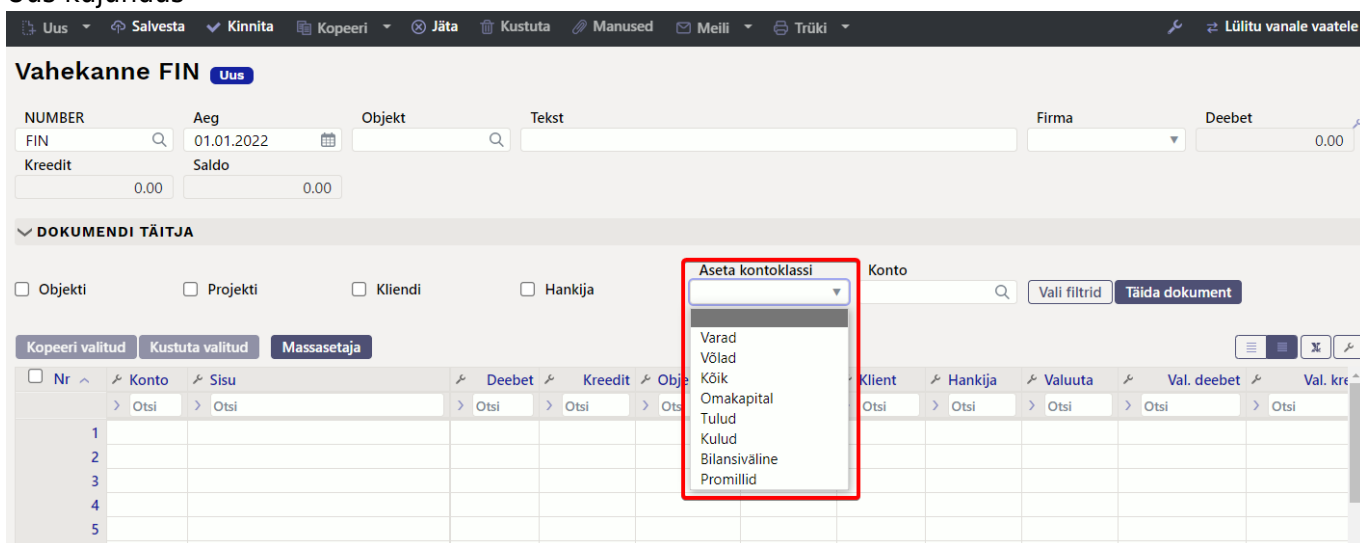 Uus kujundus
Uus Salvesta Kinnita Kopeeri Jäta Kustuta Manused Meili Trüki Lülitu vanale vaatele
Vahekanne FIN Uus
NUMBER Aeg Objekt Tekst Firma Deebet
FIN 01.01.2022 0.00
Kreedit Saldo
0.00 0.00
DOKUMENDI TÄITJA
Aseta kontoklassi Konto
Objekti Projekti Kliendi Hankija Vali filtrid Täida dokument
Varad
Võlad
Kõik
Omakapital
Tulud
Kulud
Bilansiväline
Promillid
Kopeeri valitud Kustuta valitud Massasetaja
Nr Konto Sisu Deebet Kreedit Obje Klient Hankija Valuuta Val. deebet Val. kre
Otsi Otsi Otsi Otsi Ots Otsi Otsi Otsi Otsi Otsi
1
2
3
4
5